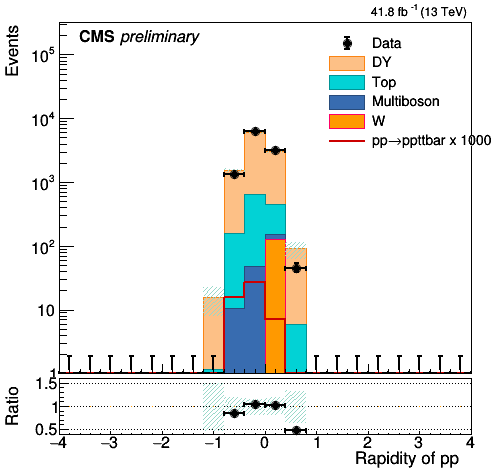 41.8 fb⁻¹ (13 TeV)
CMS preliminary
Events
Data
DY
Top
Multiboson
W
pp→ppttbar x 1000
10⁵
10⁴
10³
10²
10
1
Ratio
1.5
1
0.5
−4 −3 −2 −1 0 1 2 3 4
Rapidity of pp